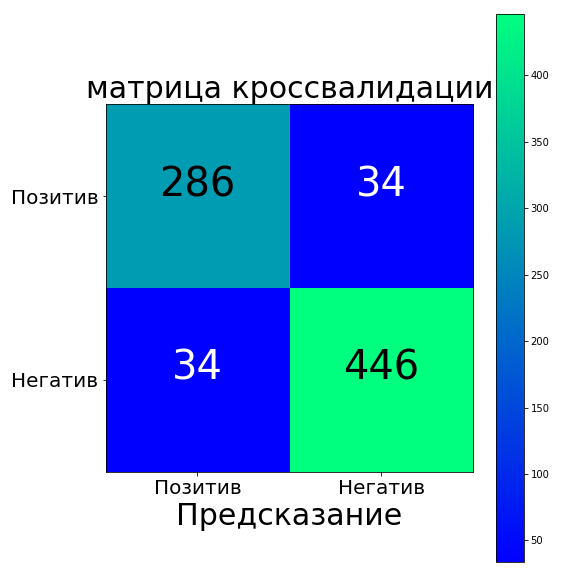 матрица кроссвалидации
Позитив
286
34
Негатив
34
446
Позитив
Негатив
Предсказание
400
350
300
250
200
150
100
50